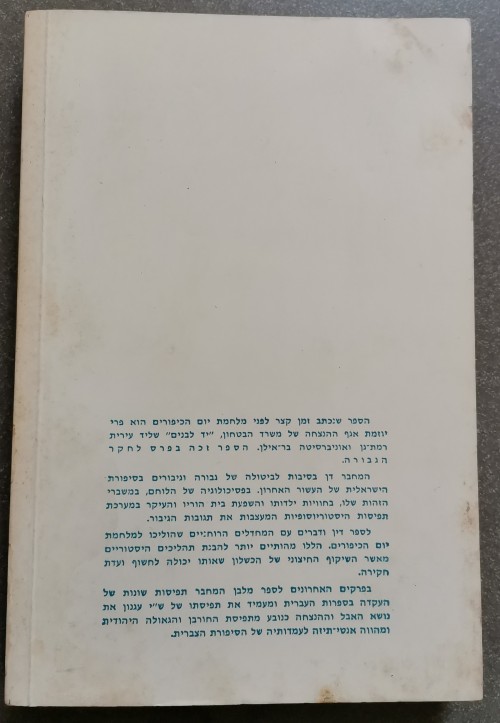 הספר שנכתב זמן קצר לפני מלחמת יום הכיפורים הוא פרי
יוזמת אגף ההנצחה של משרד הבטחון, "יד לבנים" שליד עירית
רמת־גן ואוניברסיטה בר־אילן. הספר זכה בפרס לחקר
הגבורה.
המחבר דן בסיבות לביטולה של גבורה וגיבורים בסיפורת
הישראלית של העשור האחרון. בפסיכולוגיה של הלוחם, במשברי
הזהות שלו, בחוויות ילדותו והשפעת בית הוריו והעיקר במערכת
תפיסות היסטוריוסופיות המעצבות את תגובות הגיבור.
לספר דין ודברים עם המחדלים הרוחניים שהוליכו למלחמת
יום הכיפורים. הללו מהותיים יותר להבנת תהליכים היסטוריים
מאשר השיקוף החיצוני של הכשלון שאותו יכולה לחשוף ועדת
חקירה.
בפרקים האחרונים לספר מלבן המחבר תפיסות שונות של
העקדה בספרות העברית ומעמיד את תפיסתו של ש"י עגנון את
נושא האבל וההנצחה כנובע מתפיסת החורבן והגאולה היהודית
ומהווה אנטי־תיזה לעמדותיה של הסיפורת הצברית.